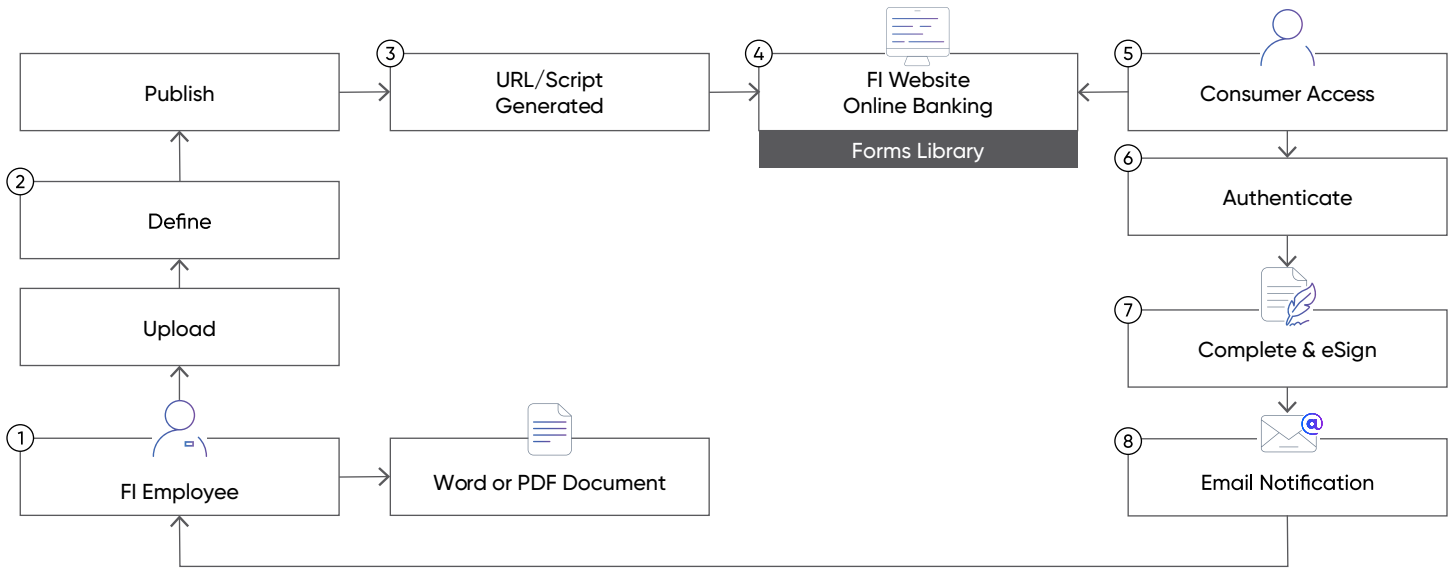 Publish
3
URL/Script
Generated
4
FI Website
Online Banking
Forms Library
5
Consumer Access
6
Authenticate
2
Define
Upload
7
Complete & eSign
1
FI Employee
Word or PDF Document
@
8
Email Notification